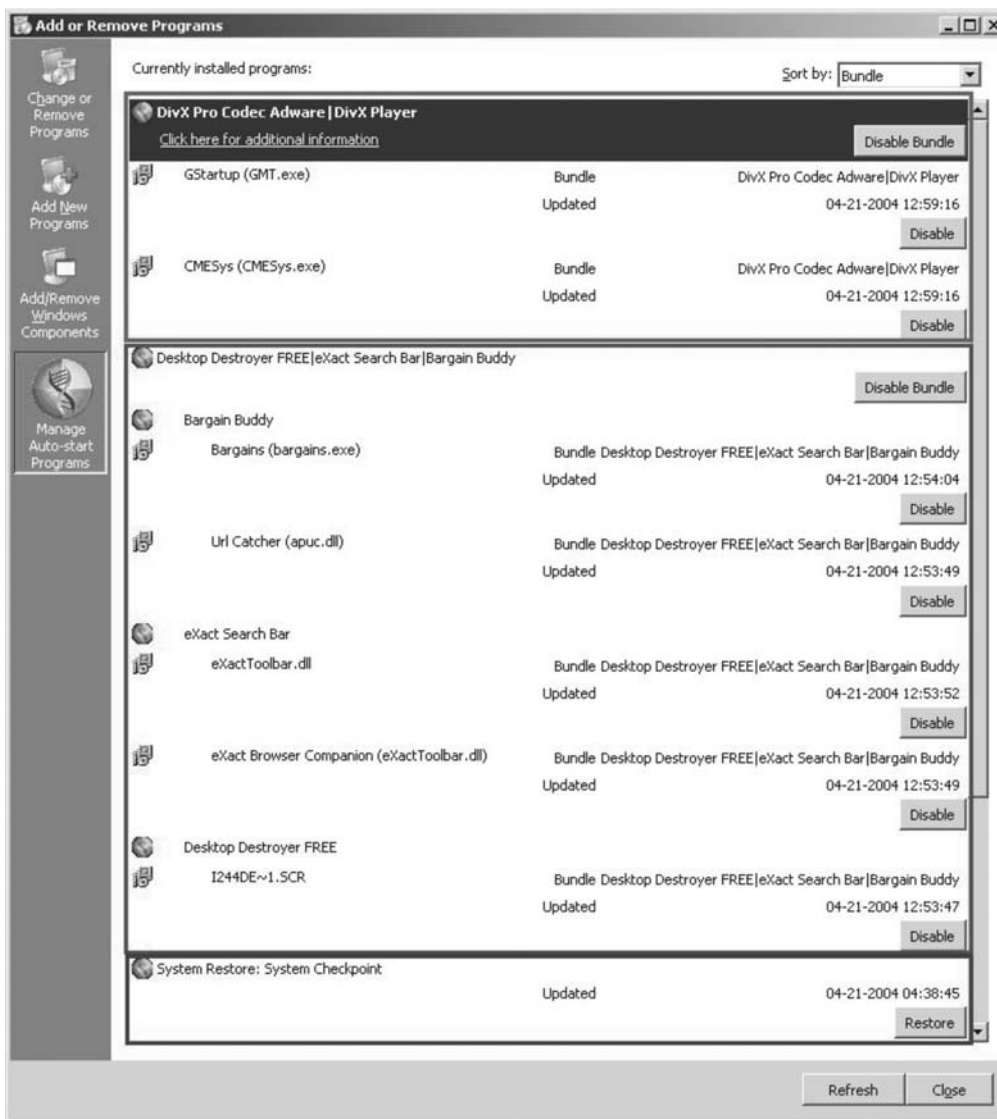 Add or Remove Programs
Change or
Remove
Programs
Add New
Programs
Add/Remove
Windows
Components
Manage
Auto-start
Programs
Currently installed programs:
Sort by: Bundle
DivX Pro Codec Adware|DivX Player
Click here for additional information
Disable Bundle
GStartup (GMT.exe) Bundle DivX Pro Codec Adware|DivX Player
Updated 04-21-2004 12:59:16
Disable
CMESys (CMESys.exe) Bundle DivX Pro Codec Adware|DivX Player
Updated 04-21-2004 12:59:16
Disable
Desktop Destroyer FREE|eXact Search Bar|Bargain Buddy
Disable Bundle
Bargain Buddy
Bargains (bargains.exe) Bundle Desktop Destroyer FREE|eXact Search Bar|Bargain Buddy
Updated 04-21-2004 12:54:04
Disable
Url Catcher (apuc.dll) Bundle Desktop Destroyer FREE|eXact Search Bar|Bargain Buddy
Updated 04-21-2004 12:53:49
Disable
eXact Search Bar
eXactToolbar.dll Bundle Desktop Destroyer FREE|eXact Search Bar|Bargain Buddy
Updated 04-21-2004 12:53:52
Disable
eXact Browser Companion (eXactToolbar.dll) Bundle Desktop Destroyer FREE|eXact Search Bar|Bargain Buddy
Updated 04-21-2004 12:53:49
Disable
Desktop Destroyer FREE
I244DE~1.SCR Bundle Desktop Destroyer FREE|eXact Search Bar|Bargain Buddy
Updated 04-21-2004 12:53:47
Disable
System Restore: System Checkpoint
Updated 04-21-2004 04:38:45
Restore
Refresh Close